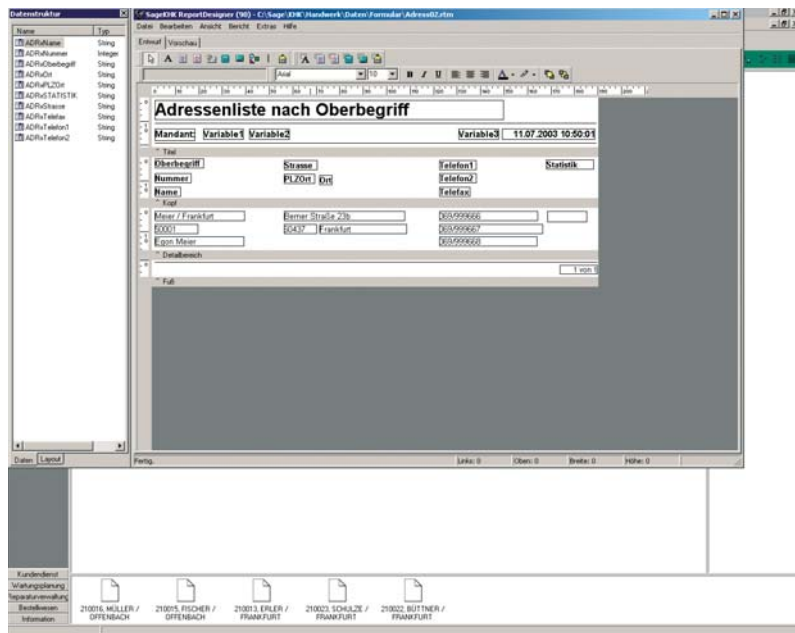 Datenstruktur
Name Typ
ADRxName String
ADRxNummer Integer
ADRxOberbegriff String
ADRxOrt String
ADRxPLZOrt String
ADRxSTATISTIK String
ADRxStrasse String
ADRxTelefax String
ADRxTelefon1 String
ADRxTelefon2 String
Daten Layout
SageKHK ReportDesigner (90) - C:\Sage\KHK\Handwerk\Daten\Formular\Adress02.rtm
Datei Bearbeiten Ansicht Bericht Extras Hilfe
Entwurf Vorschau
Arial 10
Adressenliste nach Oberbegriff
Mandant: Variable1 Variable2 Variable3 11.07.2003 10:50:01
Titel
Oberbegriff Strasse Telefon1 Statistik
Nummer PLZOrt Ort Telefon2
Name Telefax
Kopf
Meier / Frankfurt Berner Straße 23b 069/999666
50001 60437 Frankfurt 069/999667
Egon Meier 069/999668
Detailbereich
1 von 1
Fuß
Fertig. Links: 0 Oben: 0 Breite: 0 Höhe: 0
Kundendienst
Wartungsplanung
Reparaturverwaltung
Bestellwesen
Information
210016, MÜLLER / OFFENBACH
210015, FISCHER / OFFENBACH
210013, ERLER / FRANKFURT
210023, SCHULZE / FRANKFURT
210022, BÜTTNER / FRANKFURT